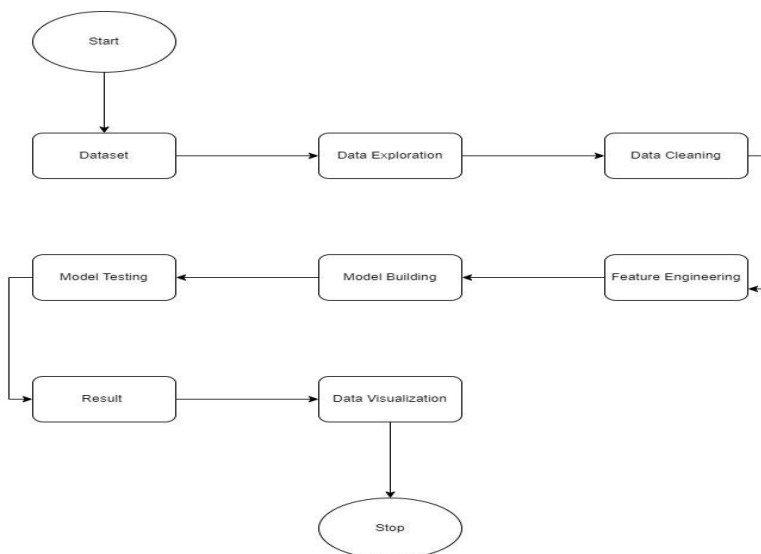 Start
Dataset
Data Exploration
Data Cleaning
Feature Engineering
Model Building
Model Testing
Result
Data Visualization
Stop